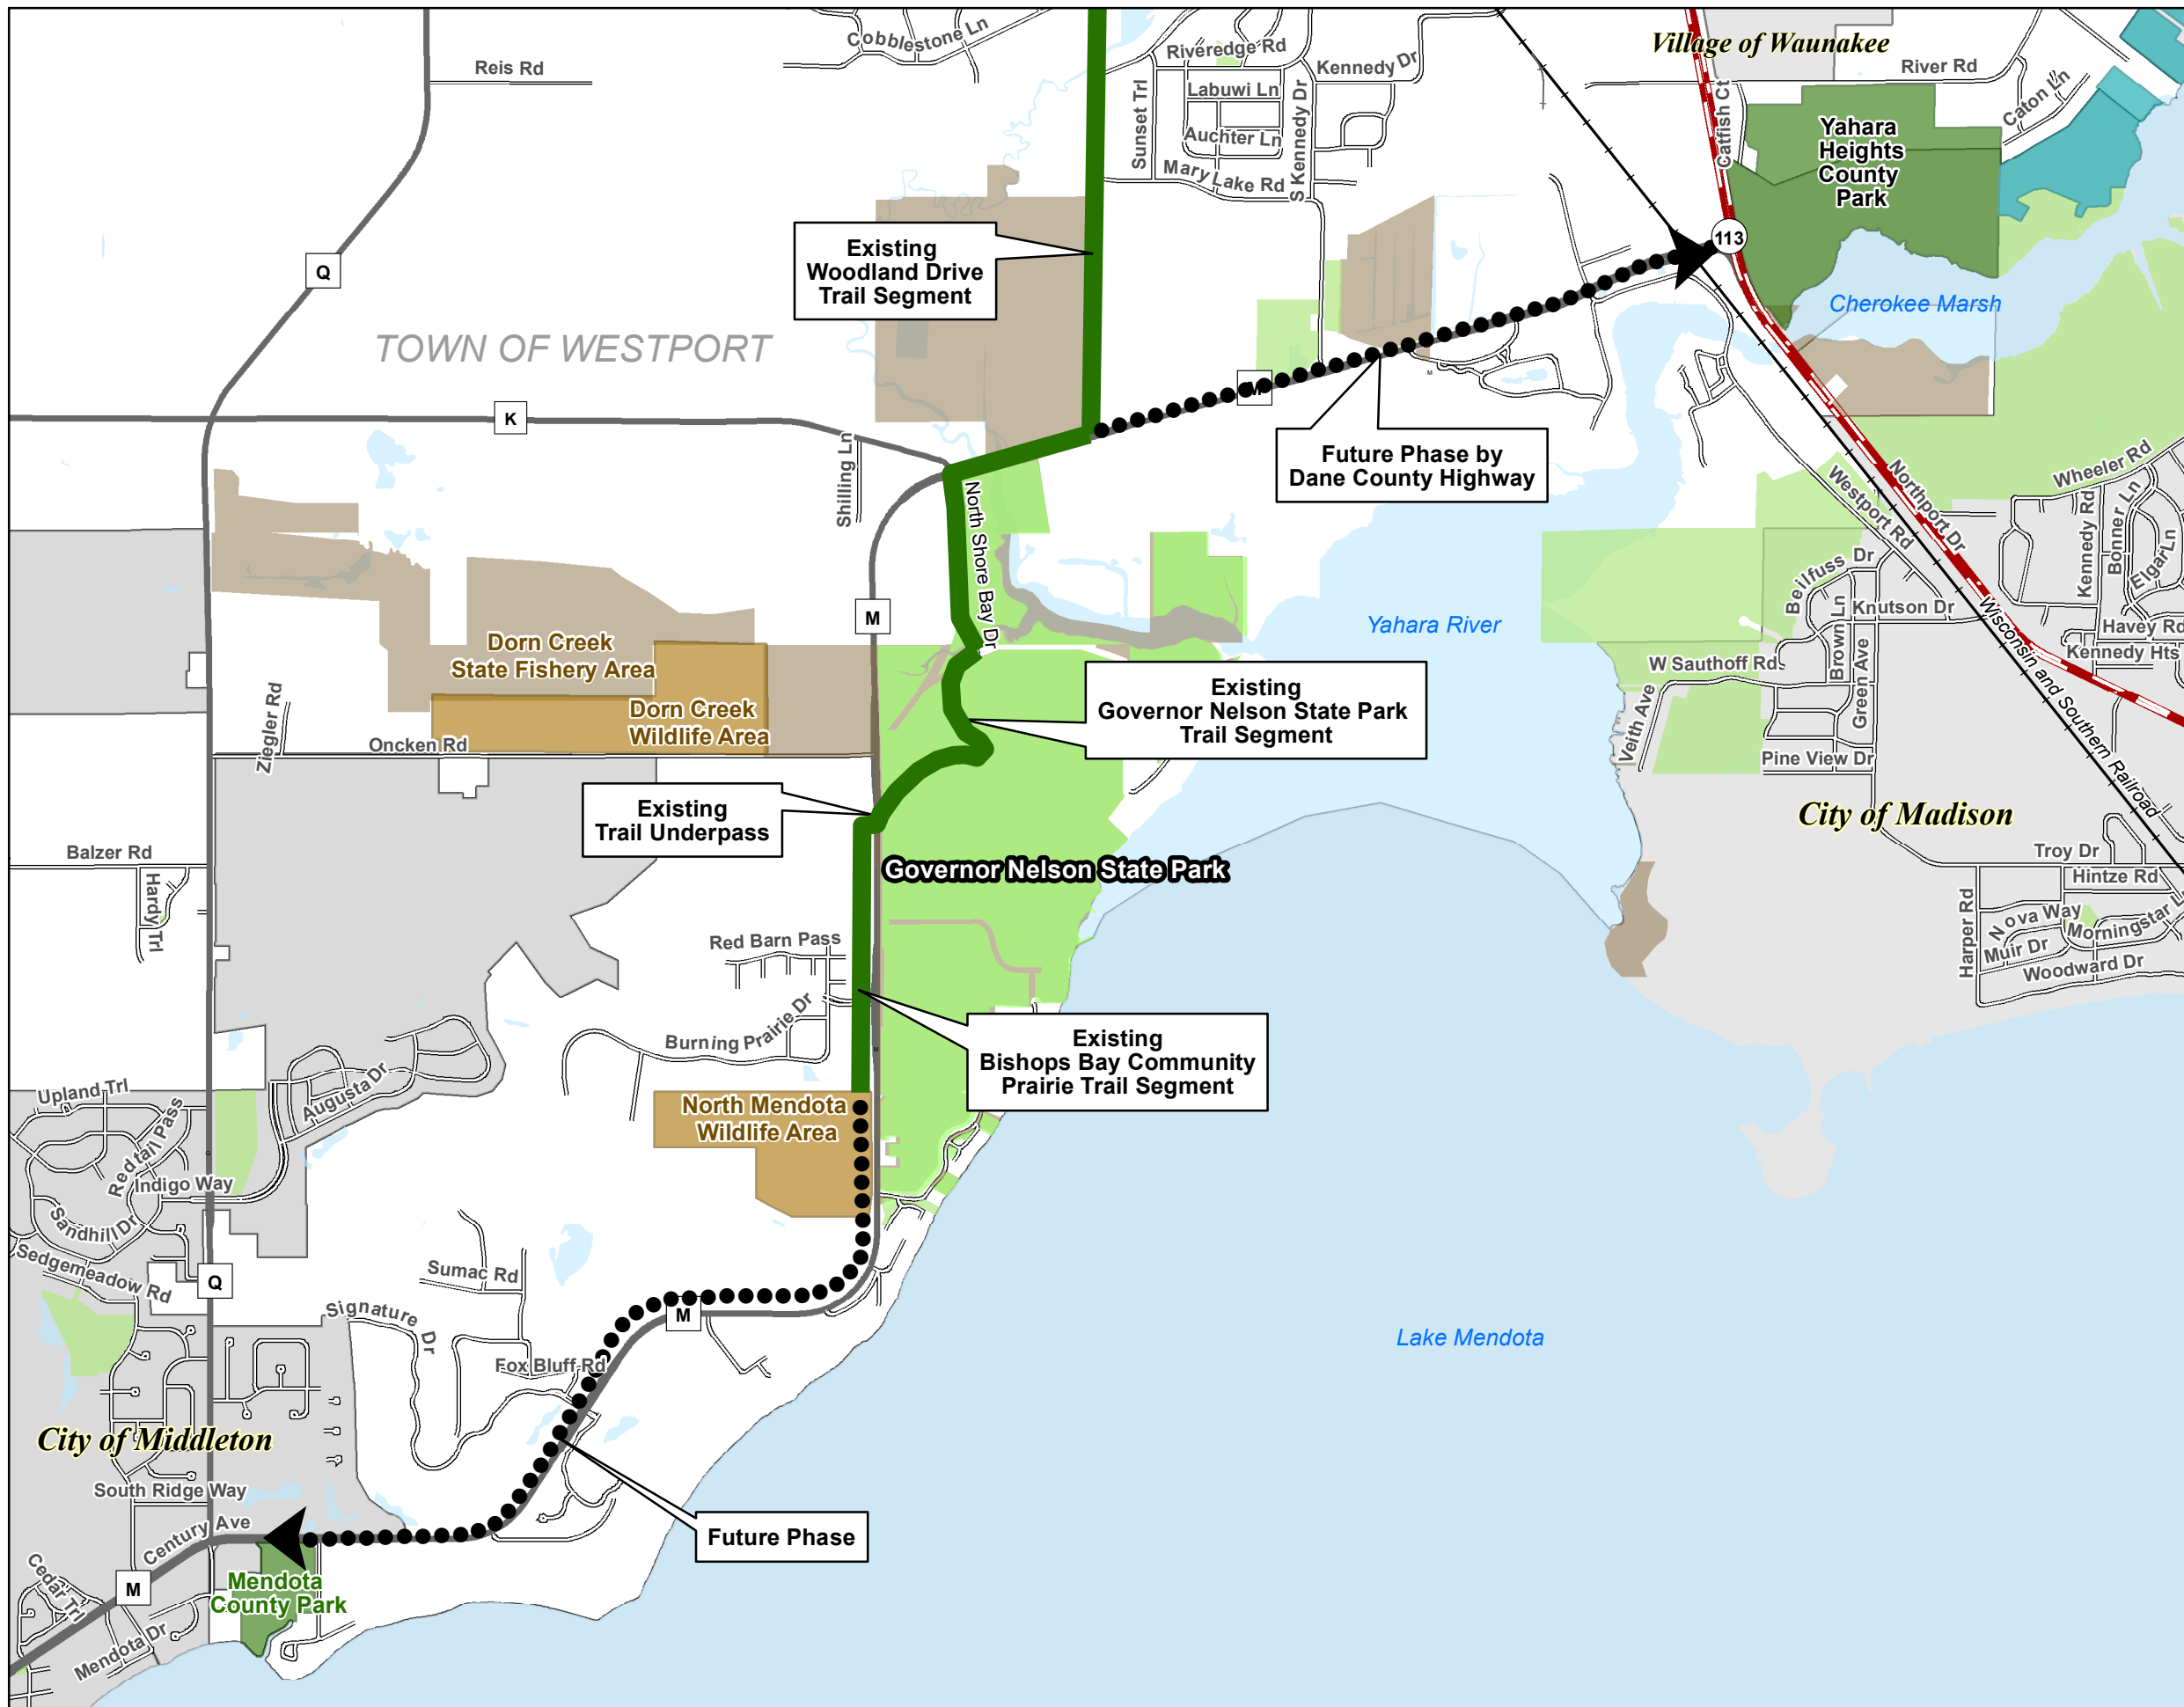 Cobblestone Ln
Riveredge Rd
Village of Waunakee
Reis Rd
Kennedy Dr
River Rd
Sunset Trl
Labuwi Ln
S Kennedy Dr
Catfish Ct
Caton Ln
Auchter Ln
Yahara
Heights
County
Park
Mary Lake Rd
Existing
Woodland Drive
Trail Segment
113
Q
Cherokee Marsh
TOWN OF WESTPORT
M
K
Shilling Ln
Future Phase by
Dane County Highway
M
Wheeler Rd
North Shore Bay Dr
Westport Rd
Northport Dr
Kennedy Rd
Bonner Ln
Elgar Ln
Beilfuss Dr
M
Knutson Dr
Yahara River
Havey Rd
Dorn Creek
State Fishery Area
Brown Ln
Green Ave
Kennedy Hts
W Sauthoff Rd
Wisconsin and Southern Railroad
Existing
Governor Nelson State Park
Trail Segment
Dorn Creek
Wildlife Area
Ziegler Rd
Oncken Rd
Veith Ave
Pine View Dr
Existing
Trail Underpass
City of Madison
Balzer Rd
Troy Dr
Governor Nelson State Park
Hintze Rd
Hardy Trl
Harper Rd
Nova Way
Morningstar L
Muir Dr
Red Barn Pass
Woodward Dr
Burning Prairie Dr
Existing
Bishops Bay Community
Prairie Trail Segment
M
Upland Trl
Augusta Dr
Redtail Pass
North Mendota
Wildlife Area
Q
Indigo Way
Sandhill Dr
Sedgemeadow Rd
Sumac Rd
Q
Signature Dr
M
Lake Mendota
Fox Bluff Rd
City of Middleton
South Ridge Way
Century Ave
Future Phase
Cedar Trl
M
Mendota
County Park
Mendota Dr